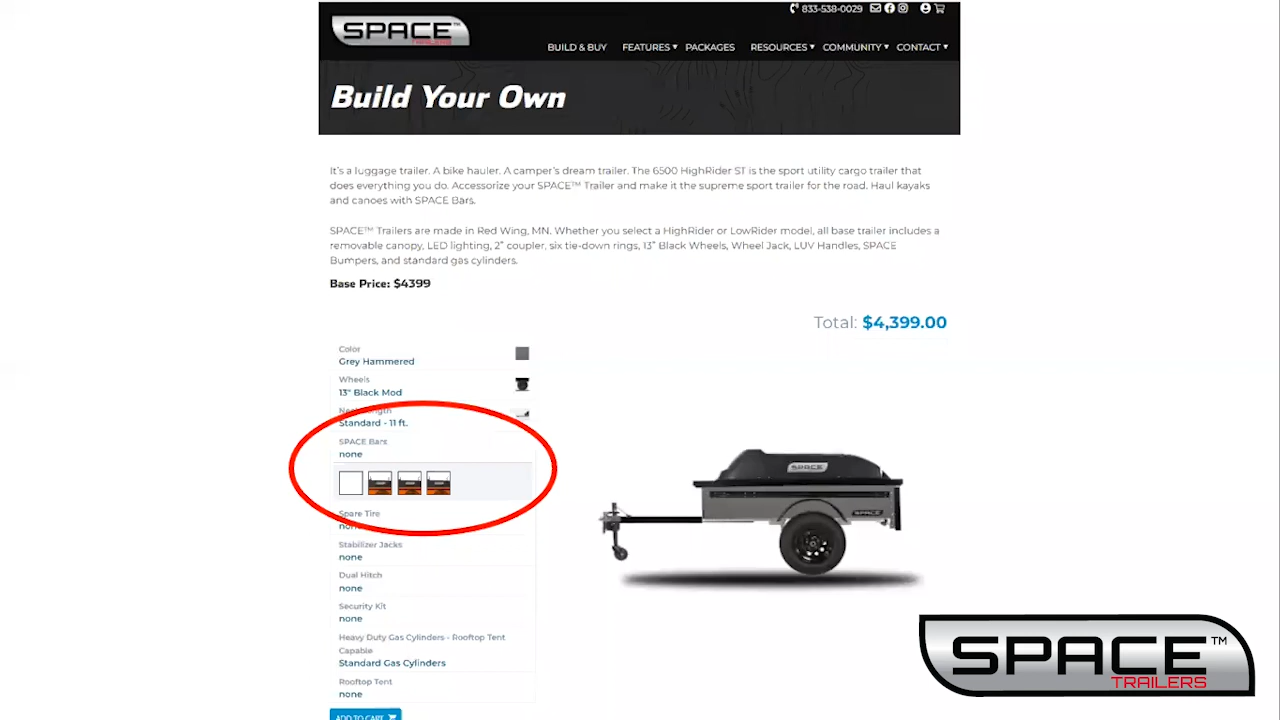 833-538-0029
SPACE™
BUILD & BUY FEATURES PACKAGES RESOURCES COMMUNITY CONTACT
Build Your Own
It's a luggage trailer. A bike hauler. A camper's dream trailer. The 6500 HighRider ST is the sport utility cargo trailer that
does everything you do. Accessorize your SPACE™ Trailer and make it the supreme sport trailer for the road. Haul kayaks
and canoes with SPACE Bars.
SPACE™ Trailers are made in Red Wing, MN. Whether you select a HighRider or LowRider model, all base trailer includes a
removable canopy, LED lighting, 2” coupler, six tie-down rings, 13” Black Wheels, Wheel Jack, LUV Handles, SPACE
Bumpers, and standard gas cylinders.
Base Price: $4399
Total: $4,399.00
Color
Grey Hammered
Wheels
13" Black Mod
Neck Length
Standard - 11 ft.
SPACE Bars
none
Spare Tire
none
Stabilizer Jacks
none
Dual Hitch
none
Security Kit
none
Heavy Duty Gas Cylinders - Rooftop Tent
Capable
Standard Gas Cylinders
Rooftop Tent
none
ADD TO CART
SPACE
SPACE
SPACE™
TRAILERS